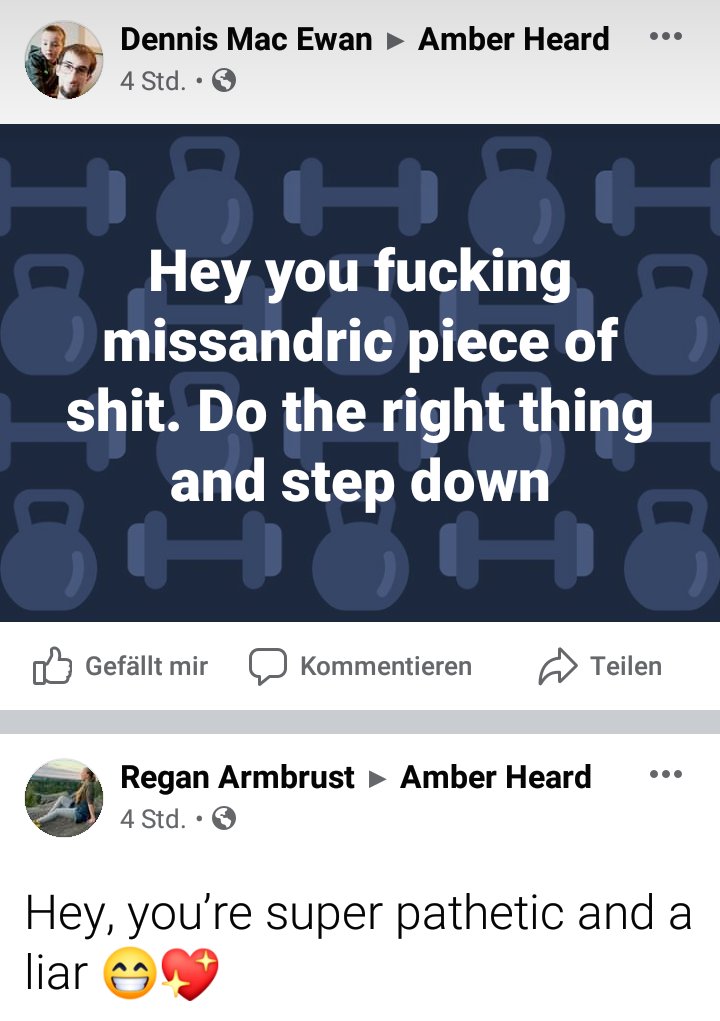 Dennis Mac Ewan ▶ Amber Heard
4 Std. •
Hey you fucking
missandric piece of
shit. Do the right thing
and step down
Gefällt mir Kommentieren Teilen
Regan Armbrust ▶ Amber Heard
4 Std. •
Hey, you're super pathetic and a
liar 😁💖